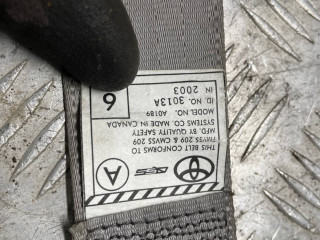 A QSS
THIS BELT CONFORMS TO
FMVSS 209 & CMVSS 209
MFD. BY QUALITY SAFETY
SYSTEMS CO. MADE IN CANADA
MODEL NO. A0189
ID. NO. 3013A
IN 2003
6